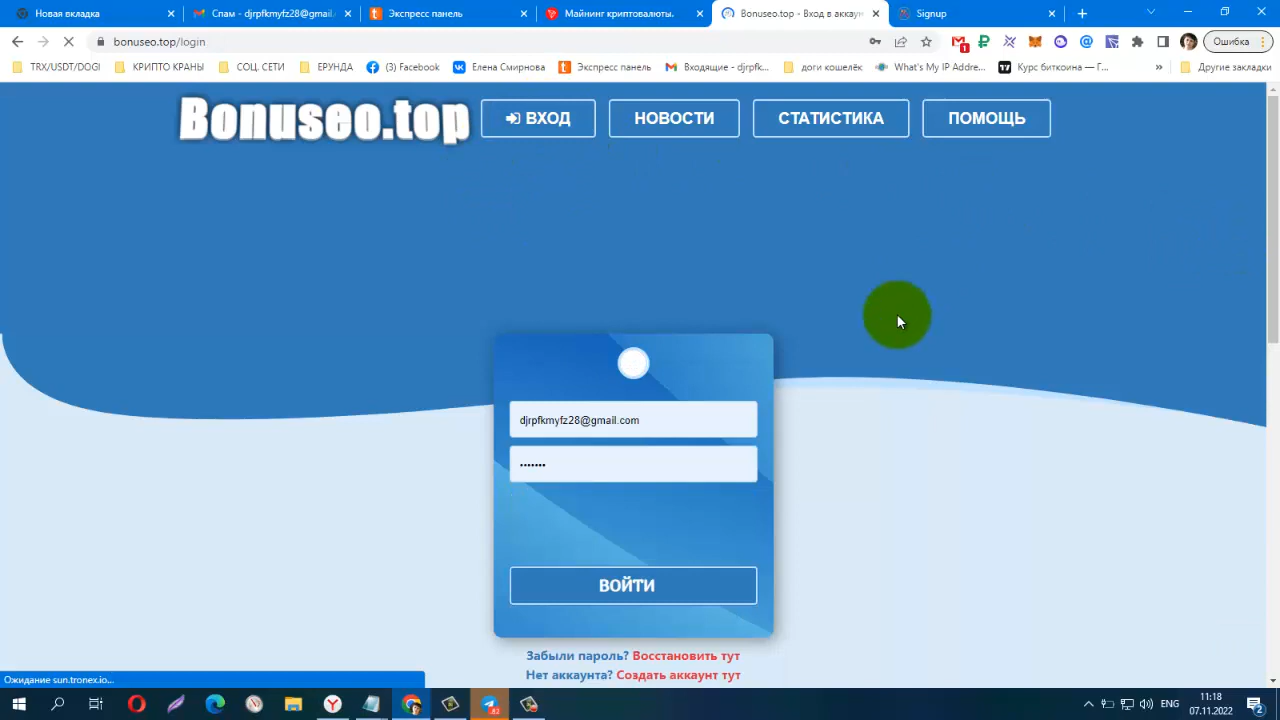 Новая вкладка
Спам - djrpfkmyfz28@gmail.
Экспресс панель
Майнинг криптовалюты.
Bonuseo.top - Вход в аккаун
Signup
bonuseo.top/login
1
Ошибка
TRX/USDT/DOGI
КРИПТО КРАНЫ
СОЦ. СЕТИ
ЕРУНДА
(3) Facebook
Елена Смирнова
Экспресс панель
Входящие - djrpfk...
доги кошелёк
What's My IP Addre...
Курс биткоина — Г...
»
Другие закладки
Bonuseo.top
ВХОД
НОВОСТИ
СТАТИСТИКА
ПОМОЩЬ
djrpfkmyfz28@gmail.com
•••••••
ВОЙТИ
Забыли пароль? Восстановить тут
Нет аккаунта? Создать аккаунт тут
Ожидание sun.tronex.io...
82
ENG
11:18
07.11.2022
2